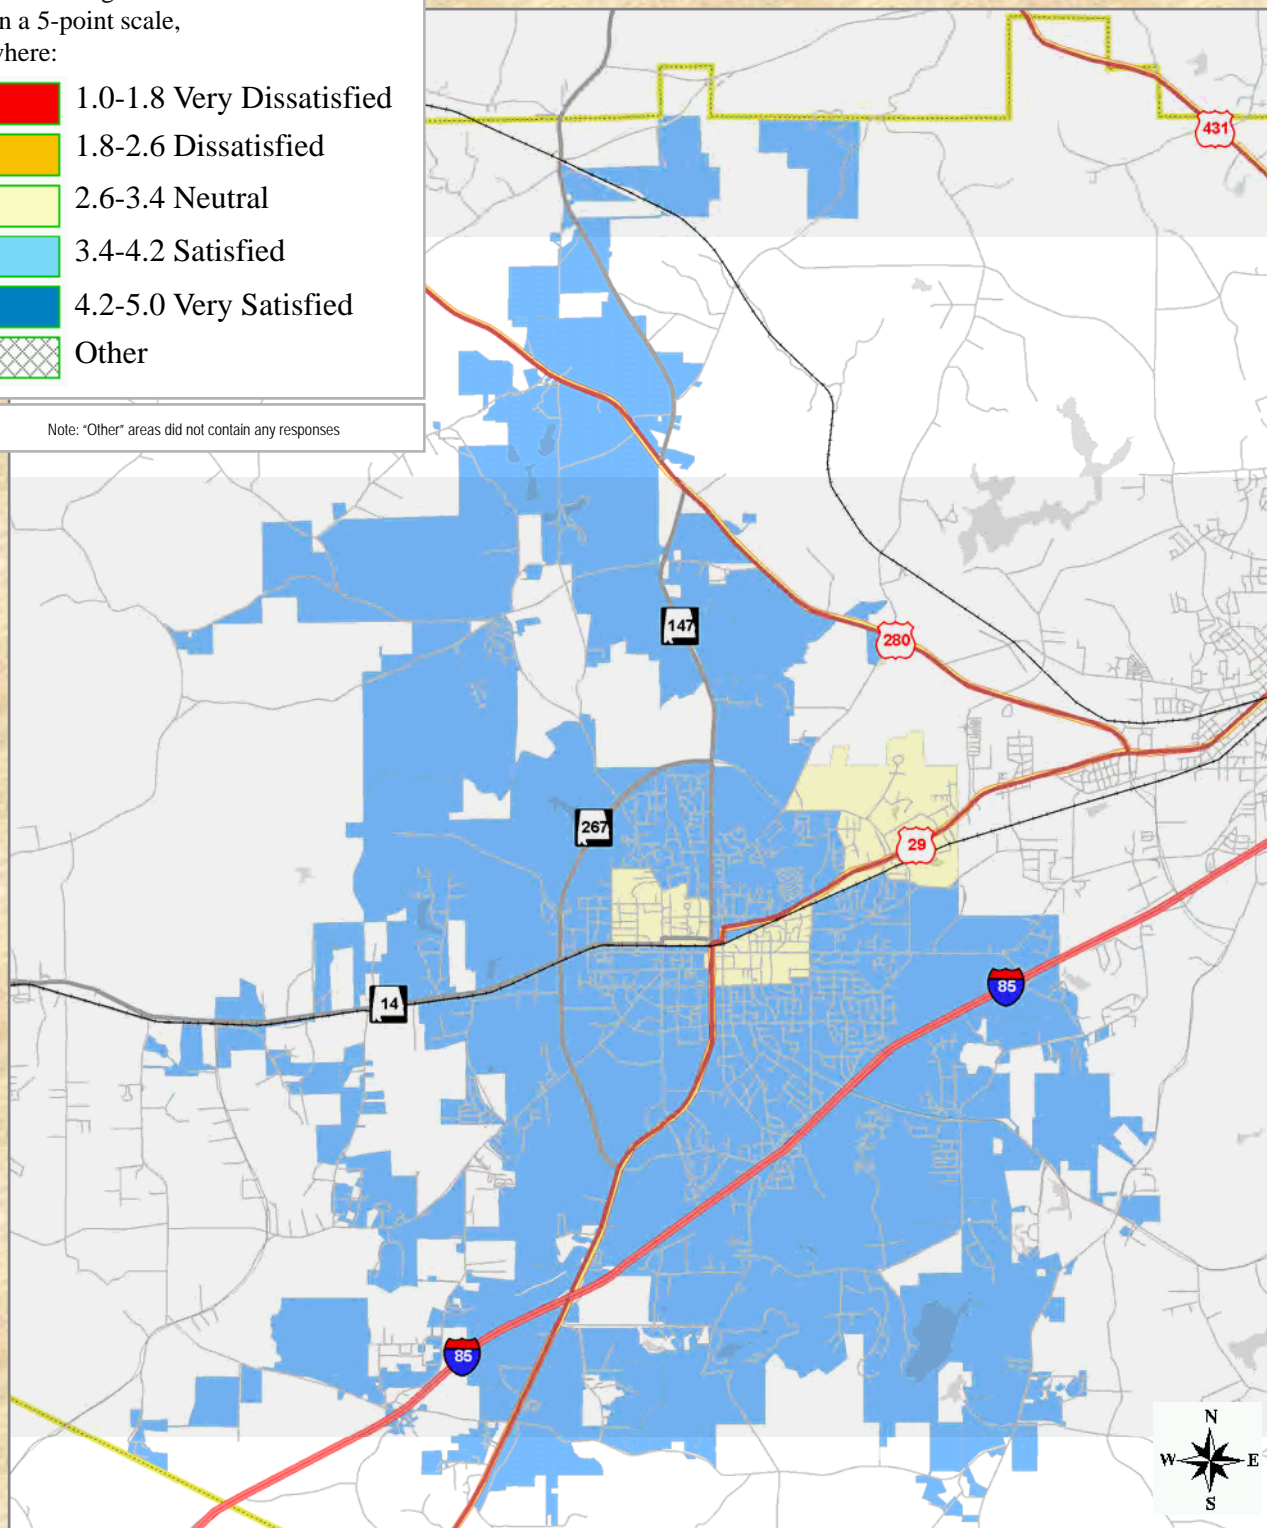 n a 5-point scale,
where:
1.0-1.8 Very Dissatisfied
1.8-2.6 Dissatisfied
2.6-3.4 Neutral
3.4-4.2 Satisfied
4.2-5.0 Very Satisfied
Other
Note: "Other" areas did not contain any responses
431
147
280
267
29
85
14
85
N
W E
S